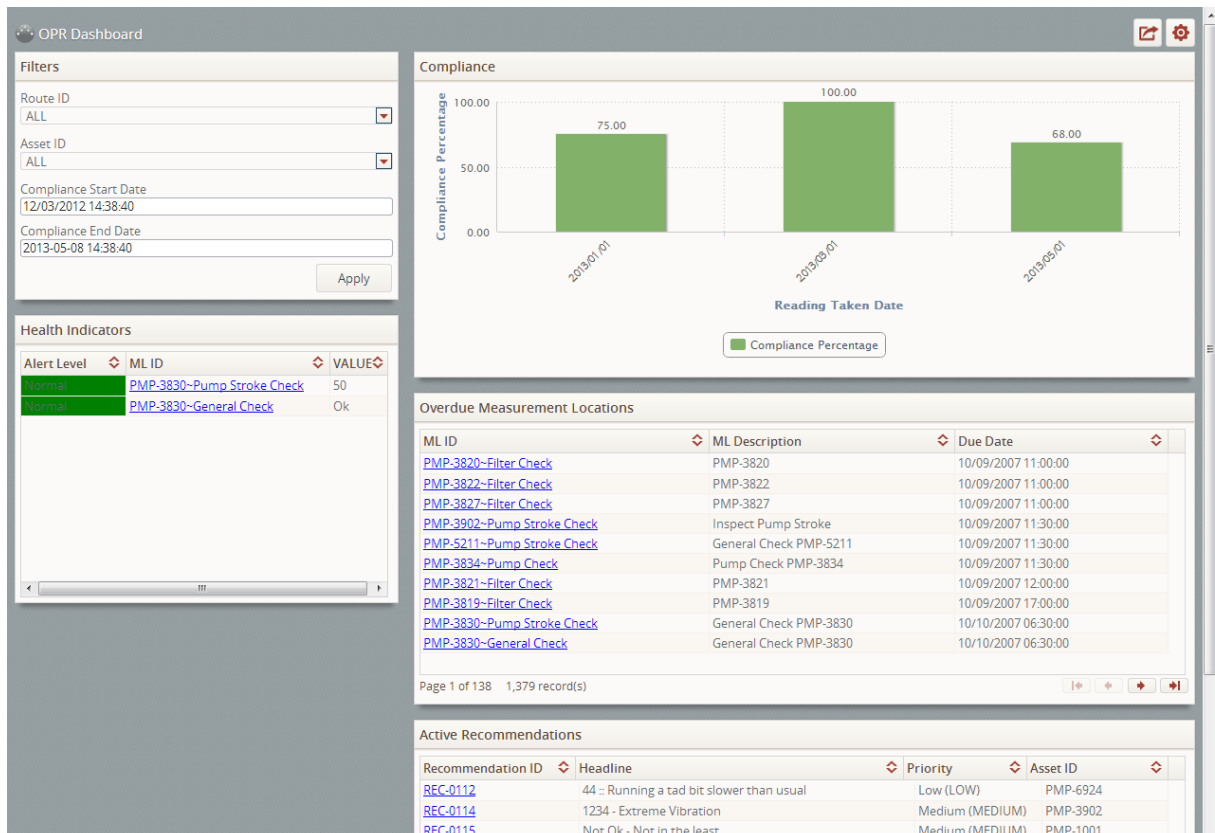 OPR Dashboard
Filters
Route ID
ALL
Asset ID
ALL
Compliance Start Date
12/03/2012 14:38:40
Compliance End Date
2013-05-08 14:38:40
Apply
Health Indicators
Alert Level ML ID VALUE
Normal PMP-3830~Pump Stroke Check 50
Normal PMP-3830~General Check Ok
Compliance
Compliance Percentage
100.00
50.00
0.00
75.00
100.00
68.00
2013/01/01
2013/03/01
2013/05/01
Reading Taken Date
Compliance Percentage
Overdue Measurement Locations
ML ID ML Description Due Date
PMP-3820~Filter Check PMP-3820 10/09/2007 11:00:00
PMP-3822~Filter Check PMP-3822 10/09/2007 11:00:00
PMP-3827~Filter Check PMP-3827 10/09/2007 11:00:00
PMP-3902~Pump Stroke Check Inspect Pump Stroke 10/09/2007 11:30:00
PMP-5211~Pump Stroke Check General Check PMP-5211 10/09/2007 11:30:00
PMP-3834~Pump Check Pump Check PMP-3834 10/09/2007 11:30:00
PMP-3821~Filter Check PMP-3821 10/09/2007 12:00:00
PMP-3819~Filter Check PMP-3819 10/09/2007 17:00:00
PMP-3830~Pump Stroke Check General Check PMP-3830 10/10/2007 06:30:00
PMP-3830~General Check General Check PMP-3830 10/10/2007 06:30:00
Page 1 of 138 1,379 record(s)
Active Recommendations
Recommendation ID Headline Priority Asset ID
REC-0112 44 :: Running a tad bit slower than usual Low (LOW) PMP-6924
REC-0114 1234 - Extreme Vibration Medium (MEDIUM) PMP-3902
REC-0115 Not Ok - Not in the least Medium (MEDIUM) PMP-1001